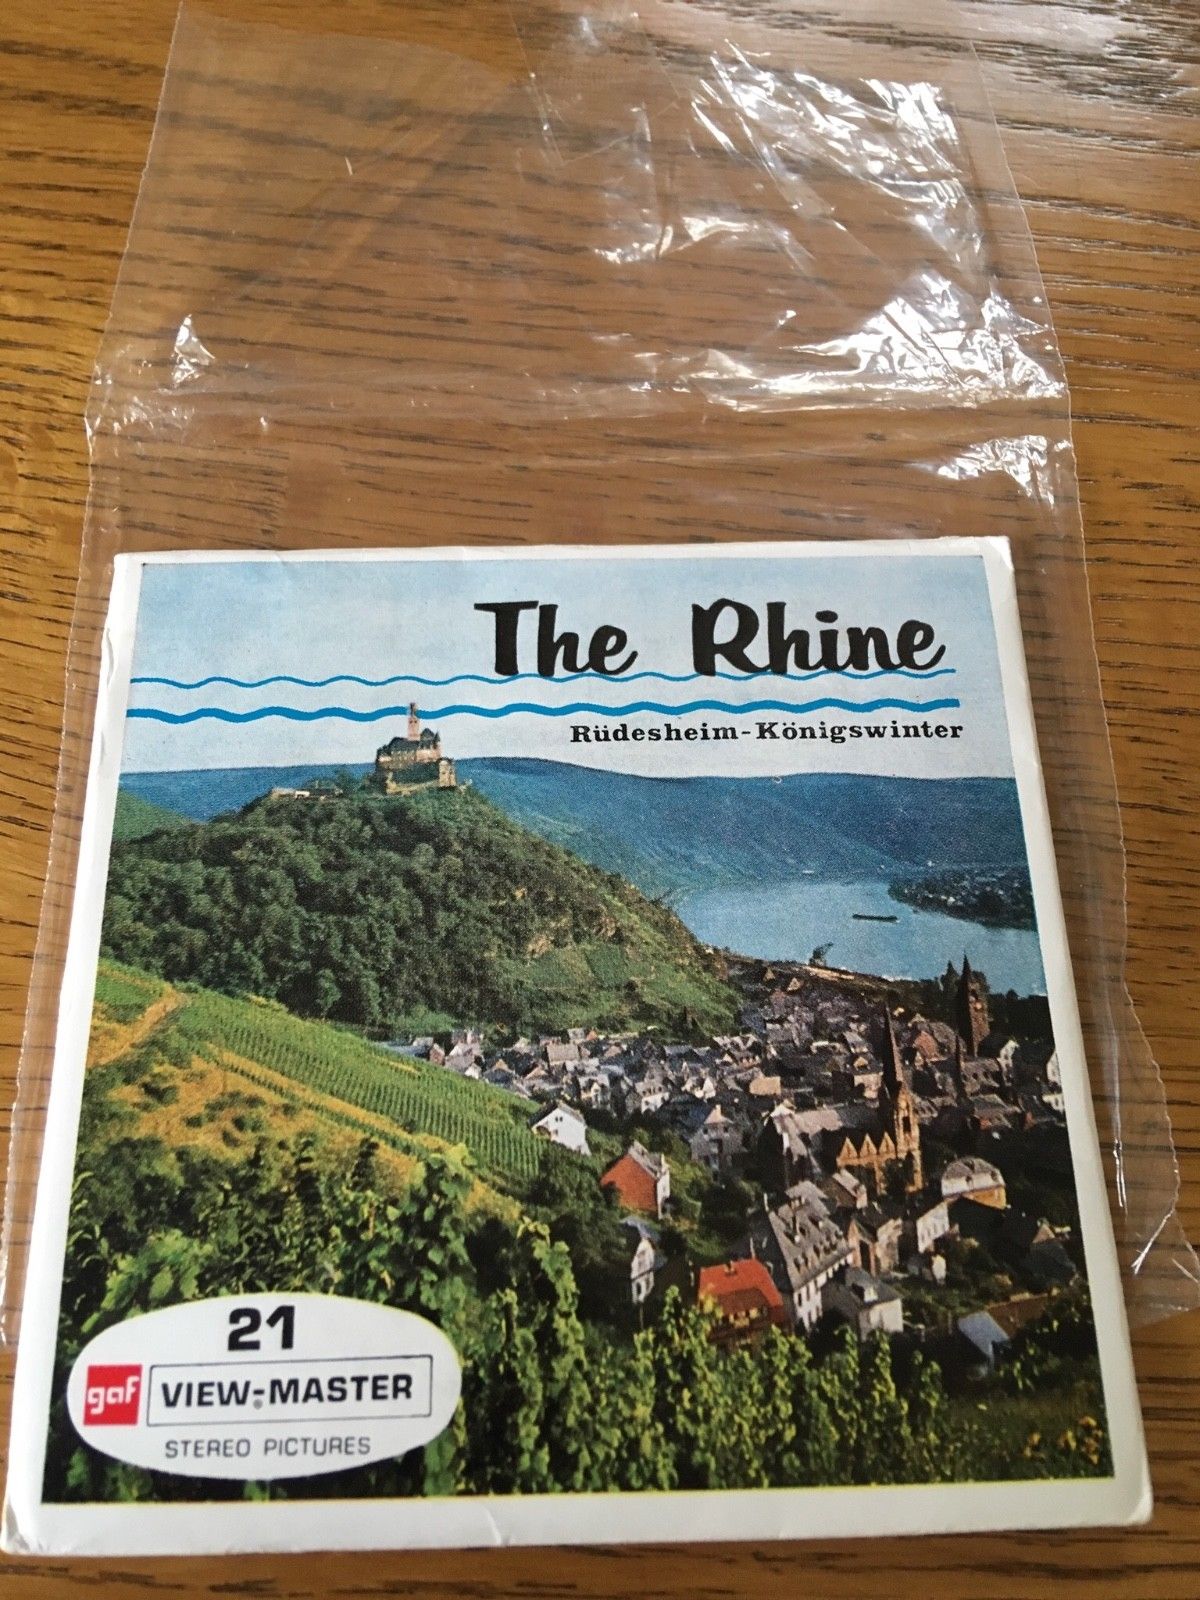 The Rhine
Rüdesheim-Königswinter
21
gaf VIEW-MASTER®
STEREO PICTURES